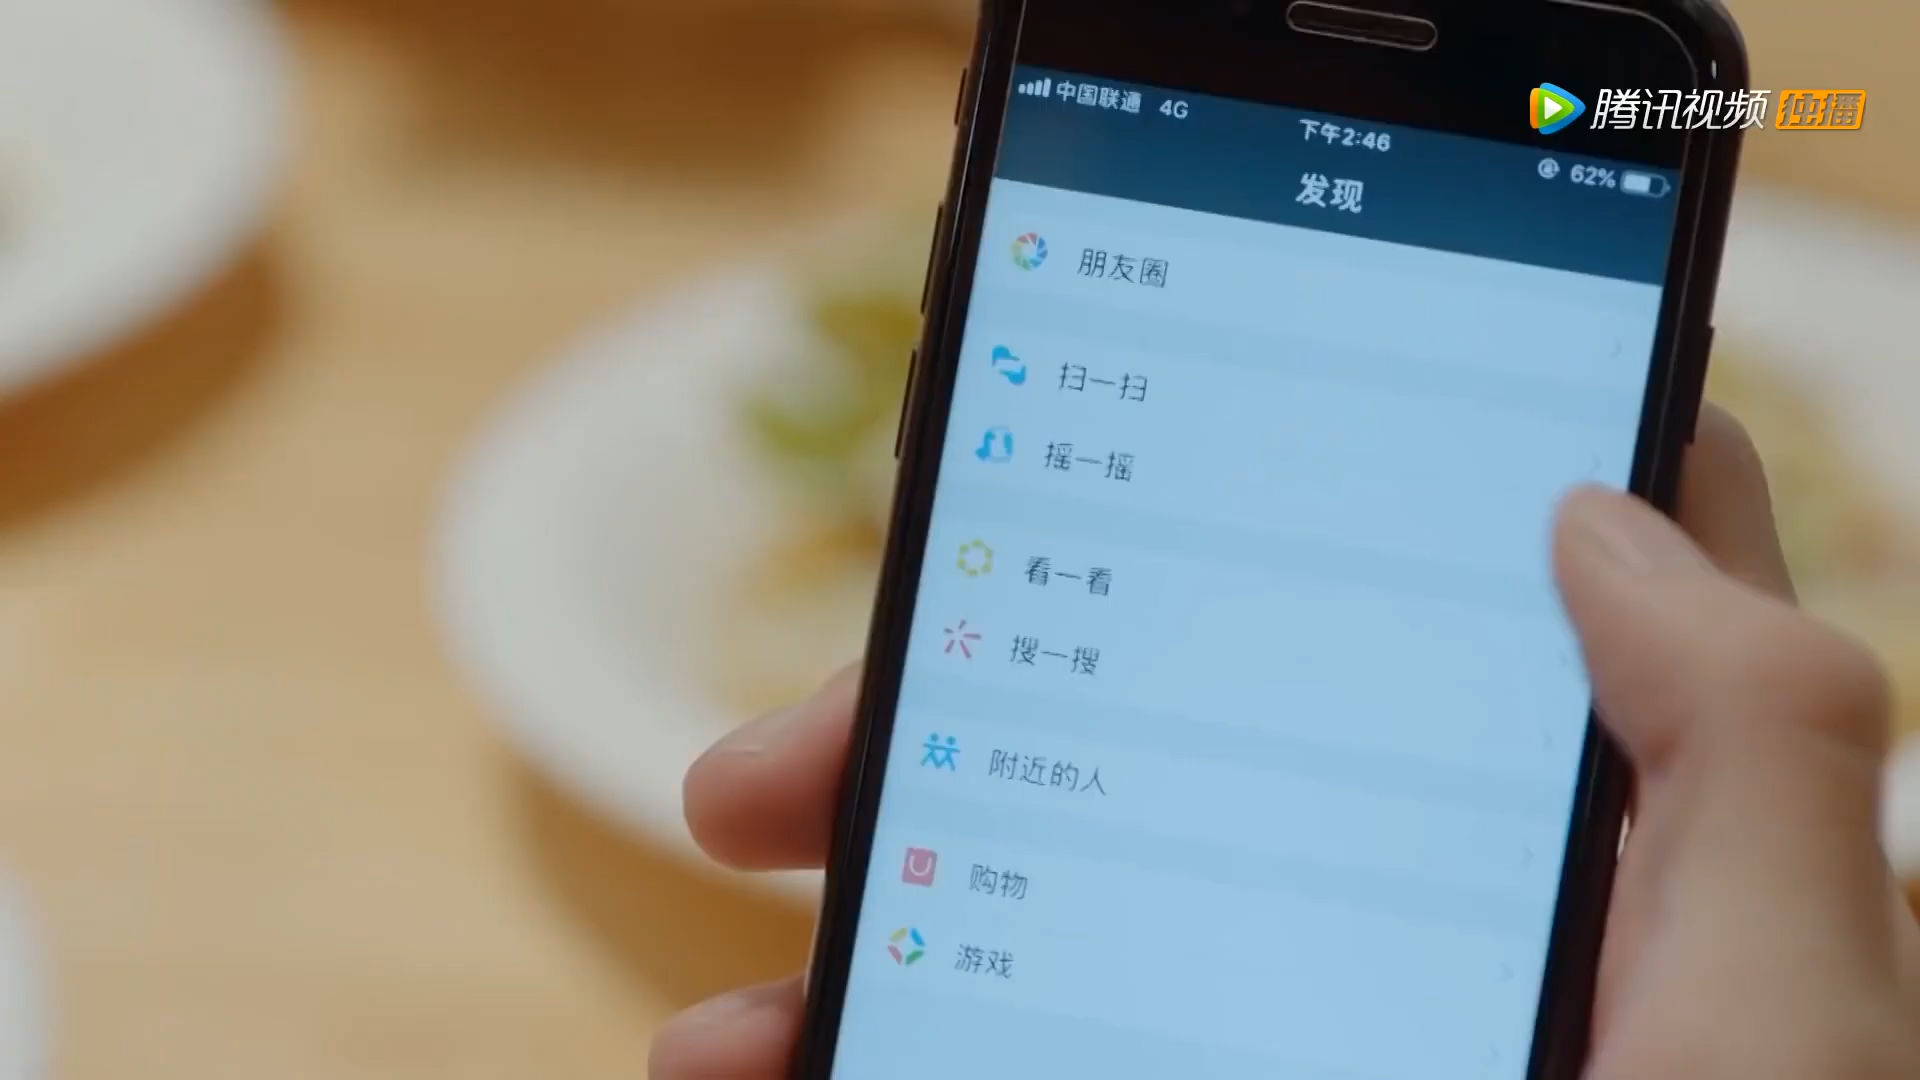 中国联通 4G
下午2:46
62%
腾讯视频 独播
发现
朋友圈
扫一扫
摇一摇
看一看
搜一搜
附近的人
购物
游戏